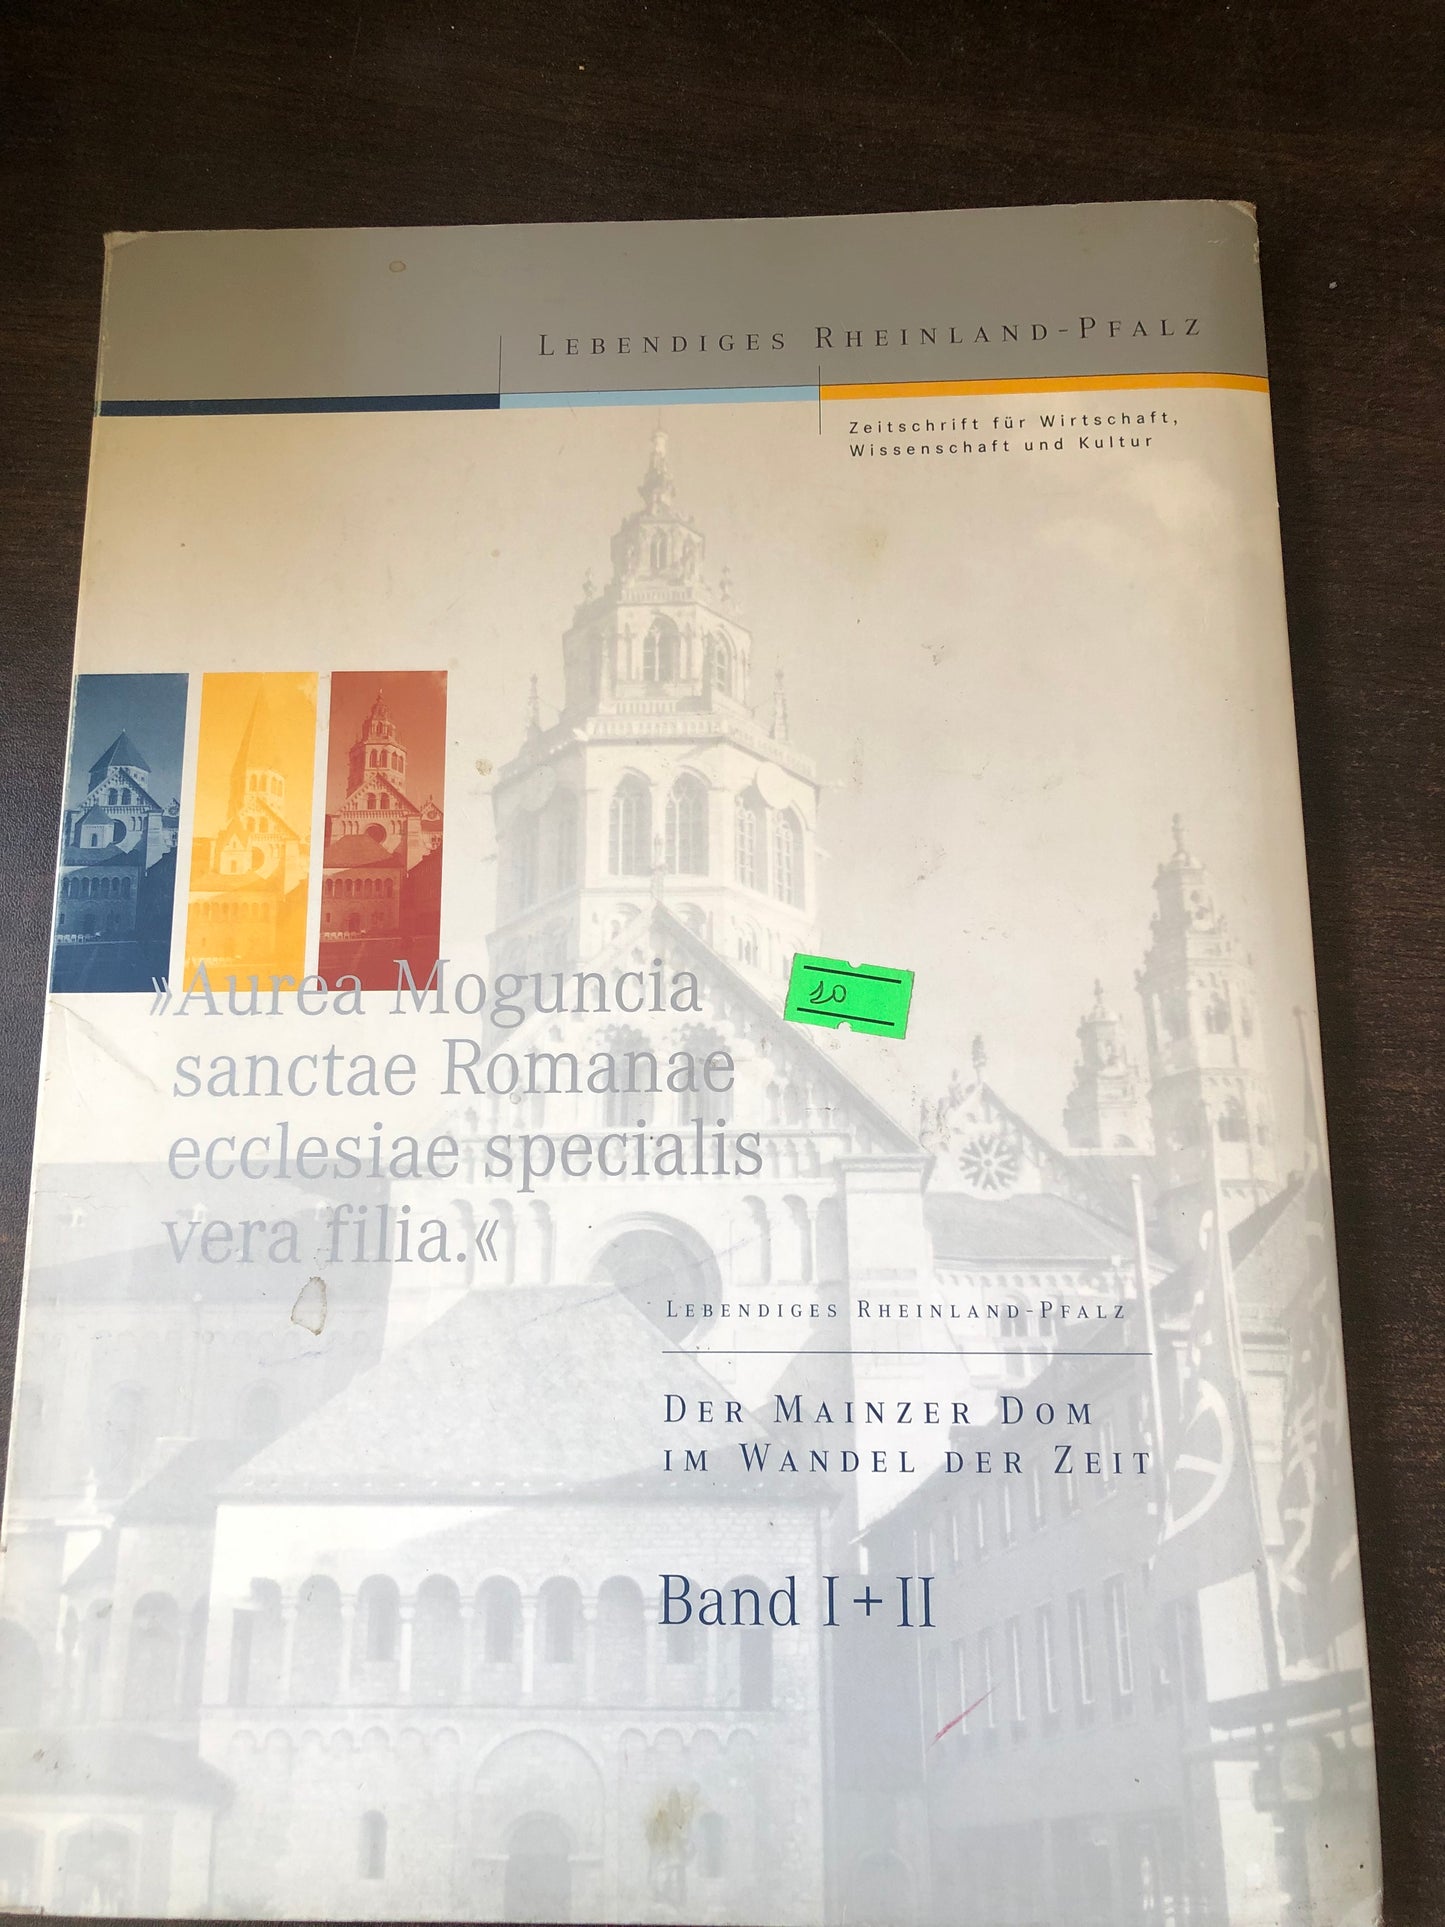 LEBENDIGES RHEINLAND-PFALZ
Zeitschrift für Wirtschaft,
Wissenschaft und Kultur
»Aurea Moguncia
sanctae Romanae
ecclesiae specialis
vera filia.«
10
LEBENDIGES RHEINLAND-PFALZ
DER MAINZER DOM
IM WANDEL DER ZEIT
Band I + II